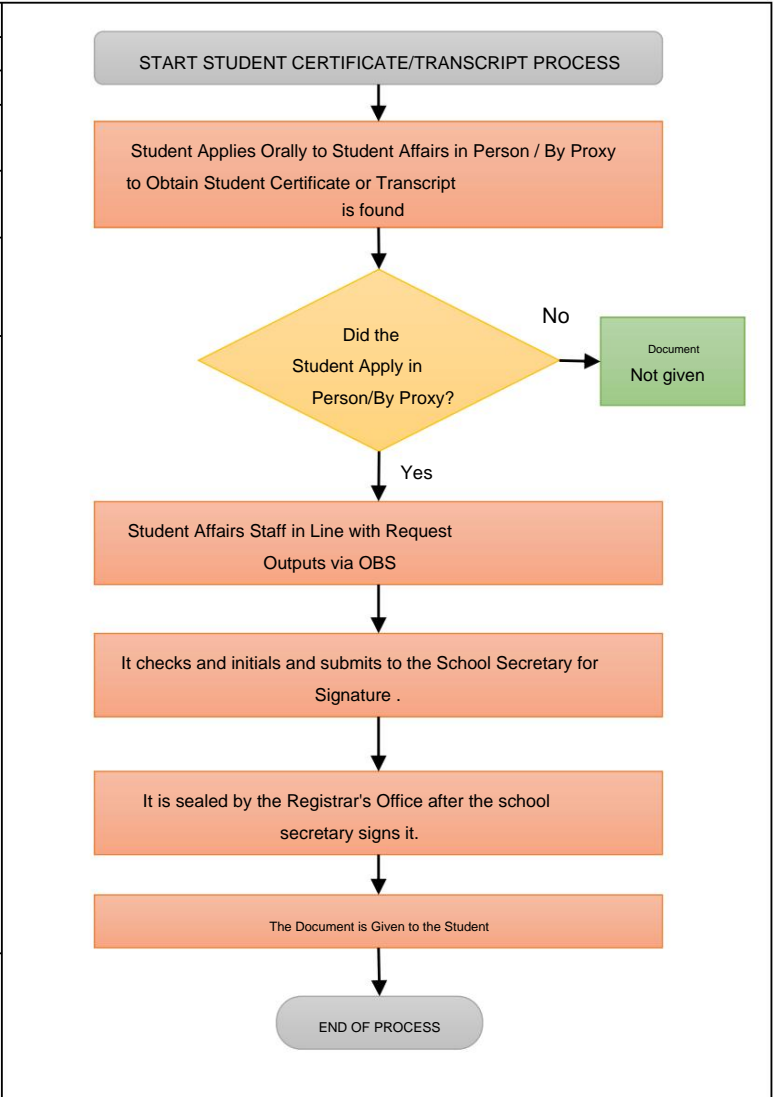 START STUDENT CERTIFICATE/TRANSCRIPT PROCESS
Student Applies Orally to Student Affairs in Person / By Proxy
to Obtain Student Certificate or Transcript
is found
Did the
Student Apply in
Person/By Proxy?
No
Document
Not given
Yes
Student Affairs Staff in Line with Request
Outputs via OBS
It checks and initials and submits to the School Secretary for
Signature .
It is sealed by the Registrar's Office after the school
secretary signs it.
The Document is Given to the Student
END OF PROCESS